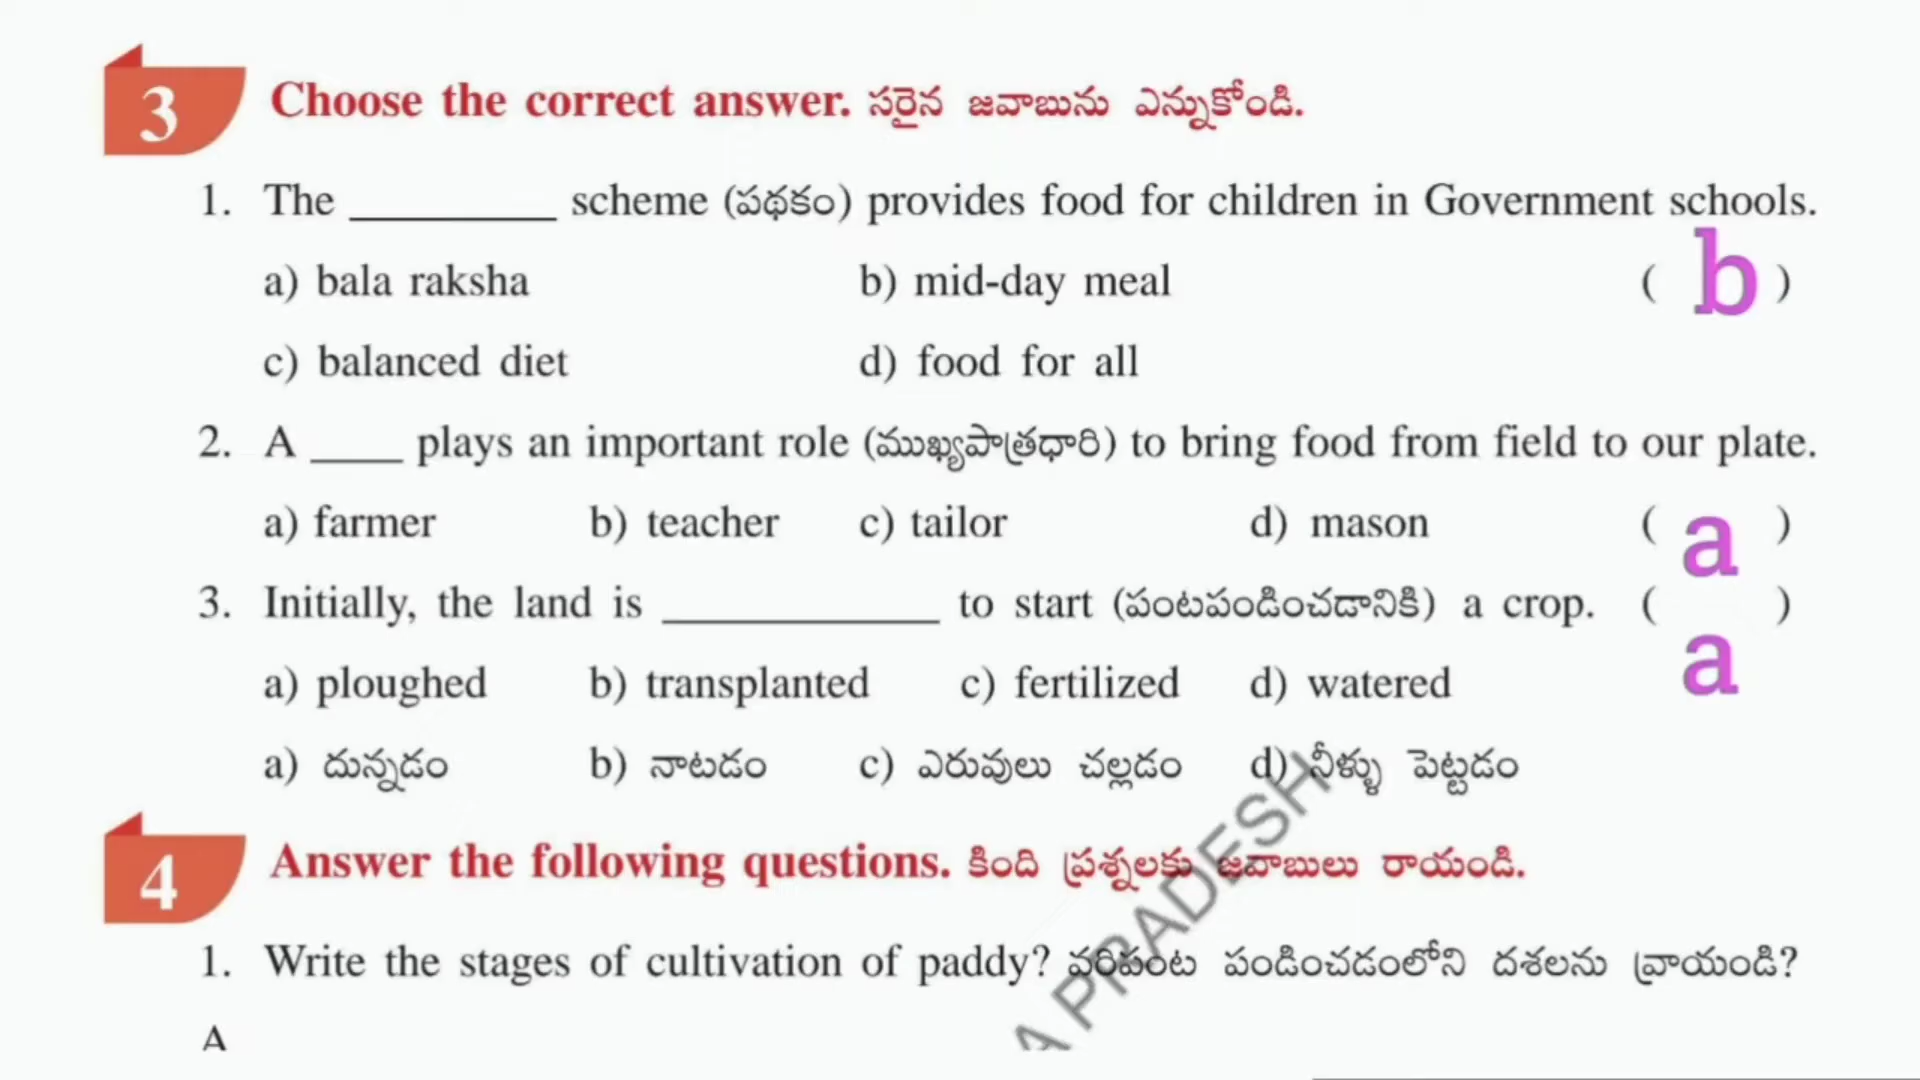 3 Choose the correct answer. సరైన జవాబును ఎన్నుకోండి.
1. The ________ scheme (పథకం) provides food for children in Government schools.
a) bala raksha b) mid-day meal ( b )
c) balanced diet d) food for all
2. A ____ plays an important role (ముఖ్యపాత్రధారి) to bring food from field to our plate.
a) farmer b) teacher c) tailor d) mason ( a )
3. Initially, the land is ___________ to start (పంటపండించడానికి) a crop. ( )
a) ploughed b) transplanted c) fertilized d) watered a
a) దున్నడం b) నాటడం c) ఎరువులు చల్లడం d) నీళ్ళు పెట్టడం
4 Answer the following questions. కింది ప్రశ్నలకు జవాబులు రాయండి.
1. Write the stages of cultivation of paddy? వరిపంట పండించడంలోని దశలను వ్రాయండి?
A
A PRADESH